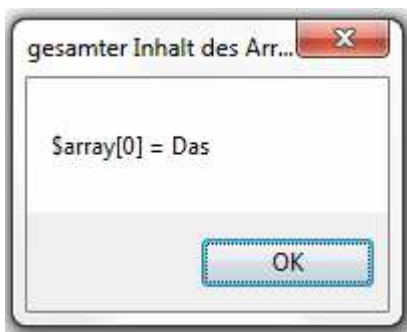 gesamter Inhalt des Arr...
$array[0] = Das
OK